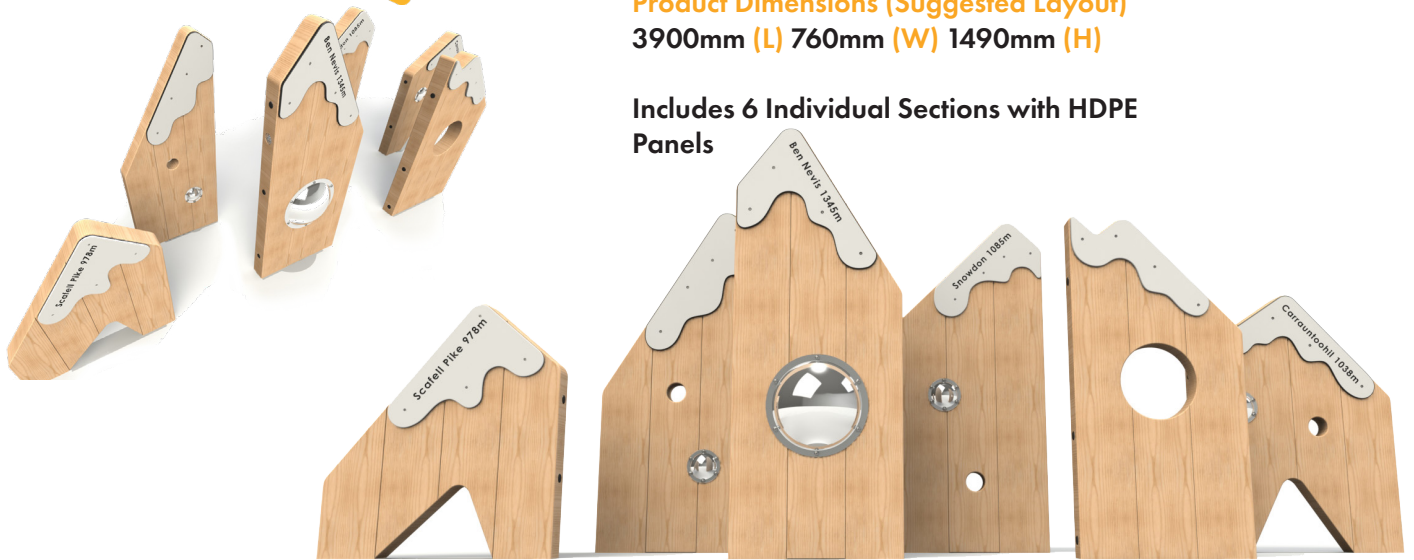 Product Dimensions (Suggested Layout)
3900mm (L) 760mm (W) 1490mm (H)
Includes 6 Individual Sections with HDPE
Panels
Ben Nevis 1345m
1085m
Scafell Pike 978m
Ben Nevis 1345m
Snowdon 1085m
Scafell Pike 978m
Carrauntoohil 1038m